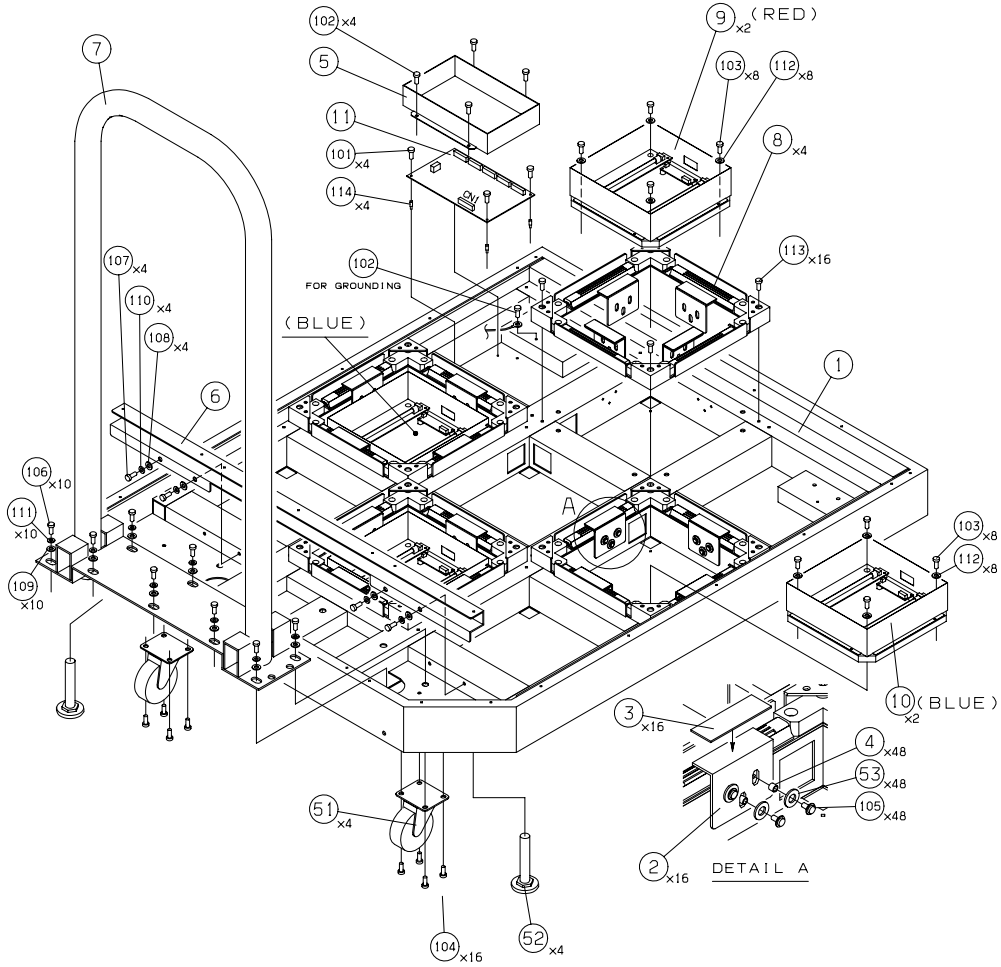 102 x4
9 x2 (RED)
7
5
103 x8
112 x8
11
8 x4
101 x4
ON/
114 x4
107 x4
102
113 x16
FOR GROUNDING
110 x4
(BLUE)
108 x4
1
6
106 x10
A
111 x10
103 x8
112 x8
109 x10
10 x2 (BLUE)
3 x16
4 x48
53 x48
51 x4
105 x48
2 x16
DETAIL A
104 x16
52 x4